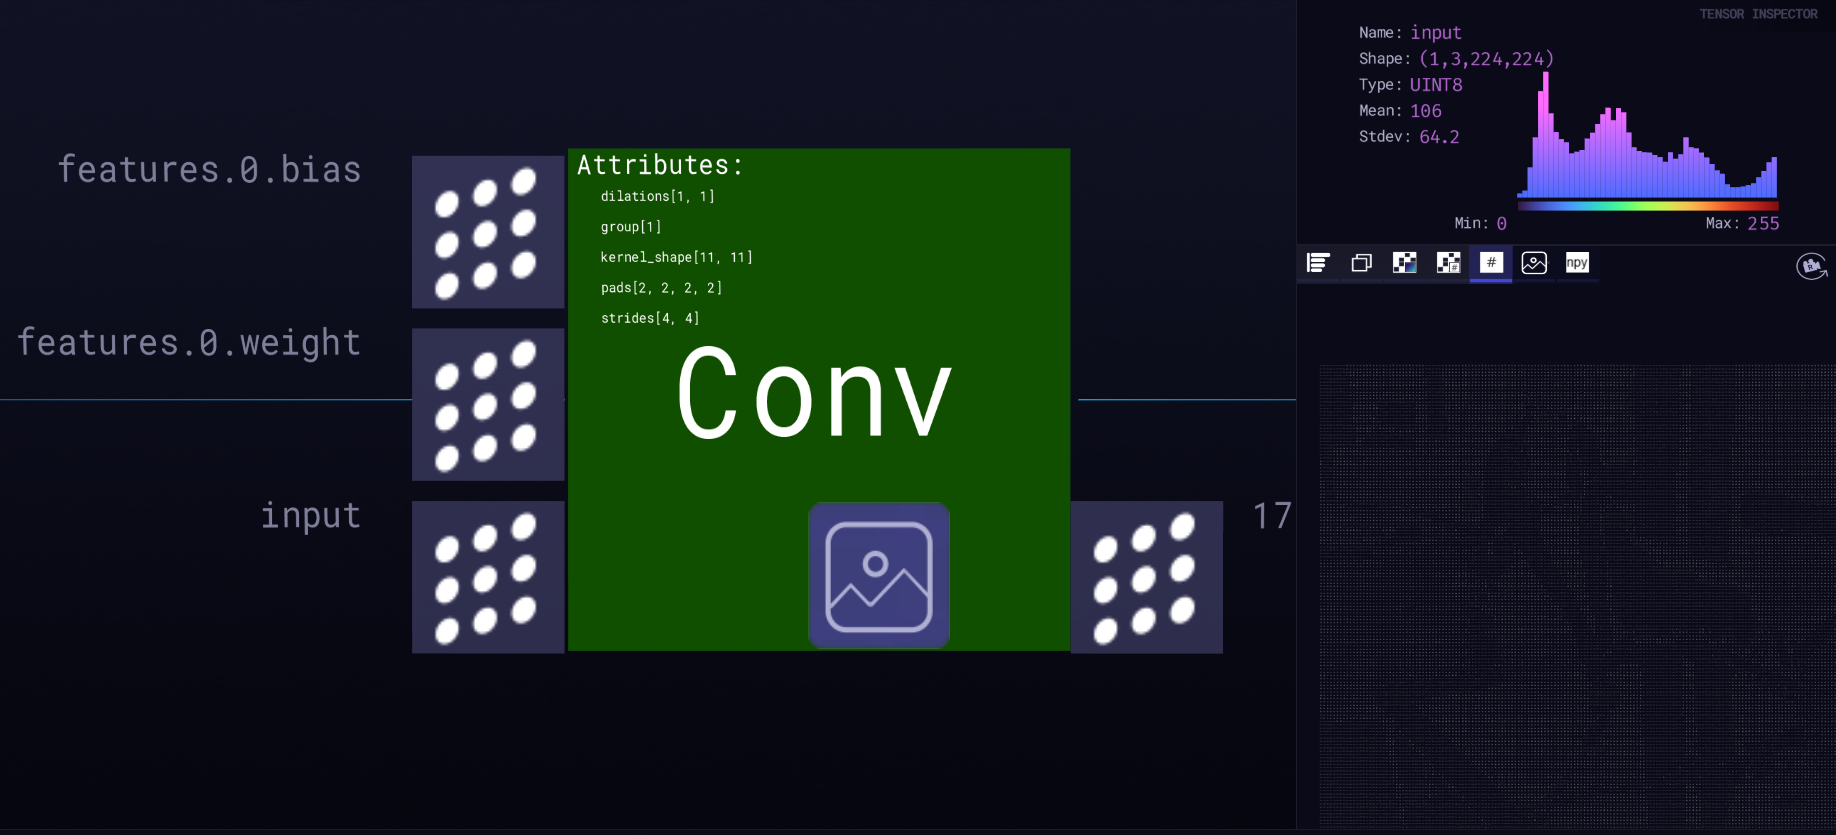 features.0.bias
features.0.weight
input
Attributes:
dilations[1, 1]
group[1]
kernel_shape[11, 11]
pads[2, 2, 2, 2]
strides[4, 4]
Conv
17
TENSOR INSPECTOR
Name: input
Shape: (1,3,224,224)
Type: UINT8
Mean: 106
Stdev: 64.2
Min: 0
Max: 255
#
#
npy